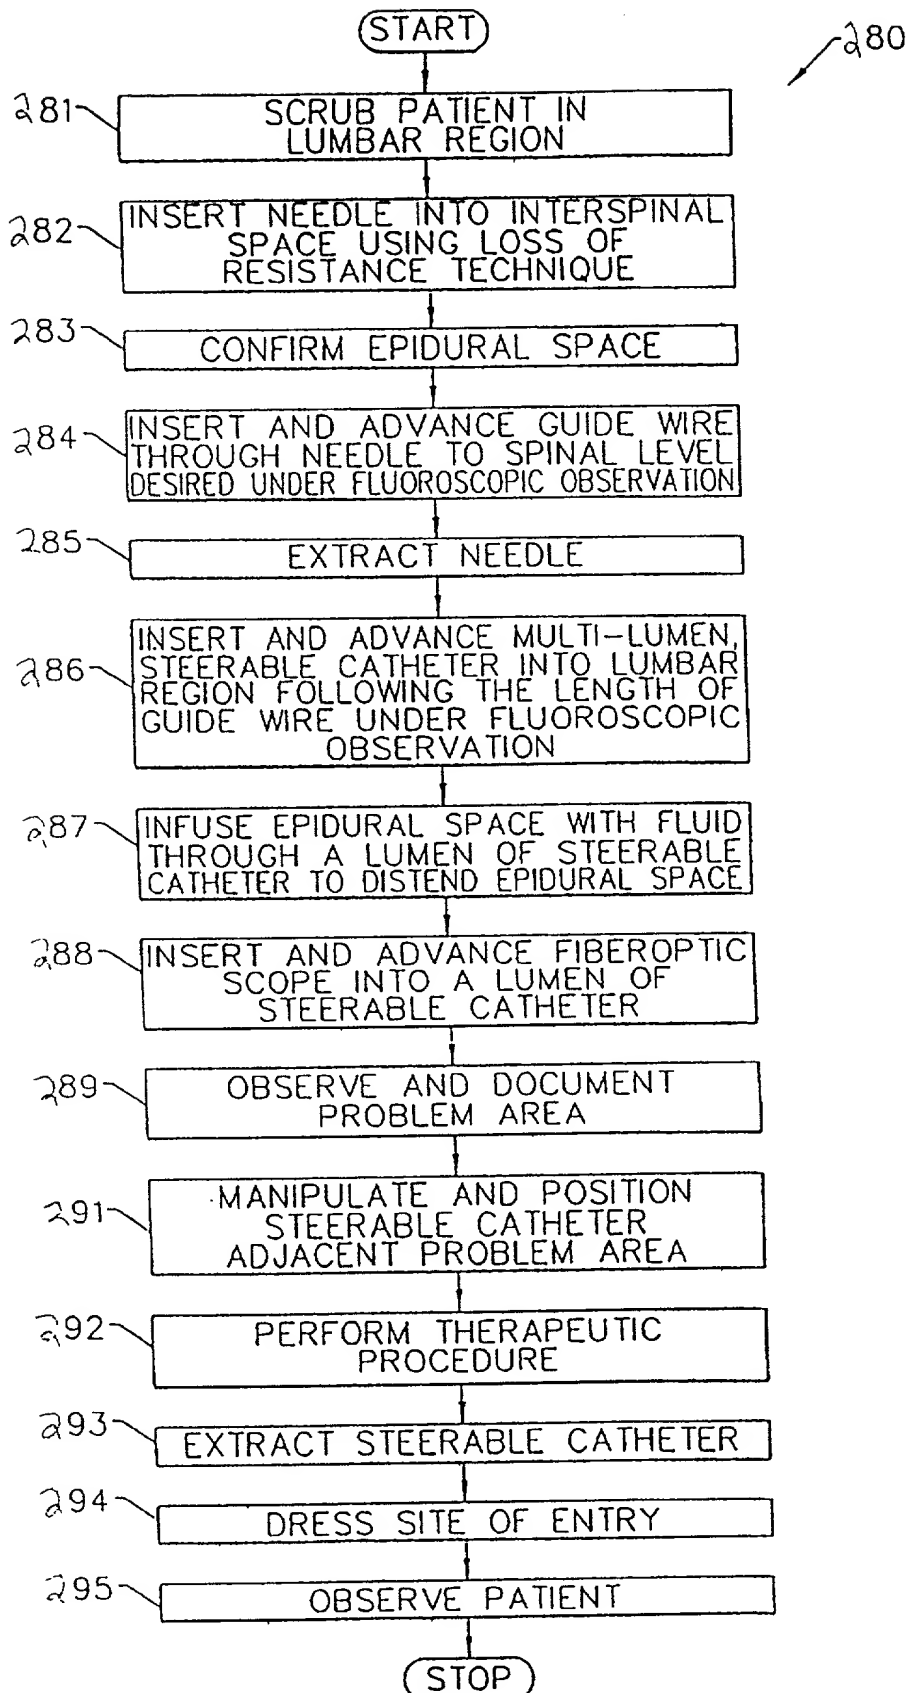 START
280
281
SCRUB PATIENT IN
LUMBAR REGION
282
INSERT NEEDLE INTO INTERSPINAL
SPACE USING LOSS OF
RESISTANCE TECHNIQUE
283
CONFIRM EPIDURAL SPACE
284
INSERT AND ADVANCE GUIDE WIRE
THROUGH NEEDLE TO SPINAL LEVEL
DESIRED UNDER FLUOROSCOPIC OBSERVATION
285
EXTRACT NEEDLE
286
INSERT AND ADVANCE MULTI-LUMEN,
STEERABLE CATHETER INTO LUMBAR
REGION FOLLOWING THE LENGTH OF
GUIDE WIRE UNDER FLUOROSCOPIC
OBSERVATION
287
INFUSE EPIDURAL SPACE WITH FLUID
THROUGH A LUMEN OF STEERABLE
CATHETER TO DISTEND EPIDURAL SPACE
288
INSERT AND ADVANCE FIBEROPTIC
SCOPE INTO A LUMEN OF
STEERABLE CATHETER
289
OBSERVE AND DOCUMENT
PROBLEM AREA
291
MANIPULATE AND POSITION
STEERABLE CATHETER
ADJACENT PROBLEM AREA
292
PERFORM THERAPEUTIC
PROCEDURE
293
EXTRACT STEERABLE CATHETER
294
DRESS SITE OF ENTRY
295
OBSERVE PATIENT
STOP